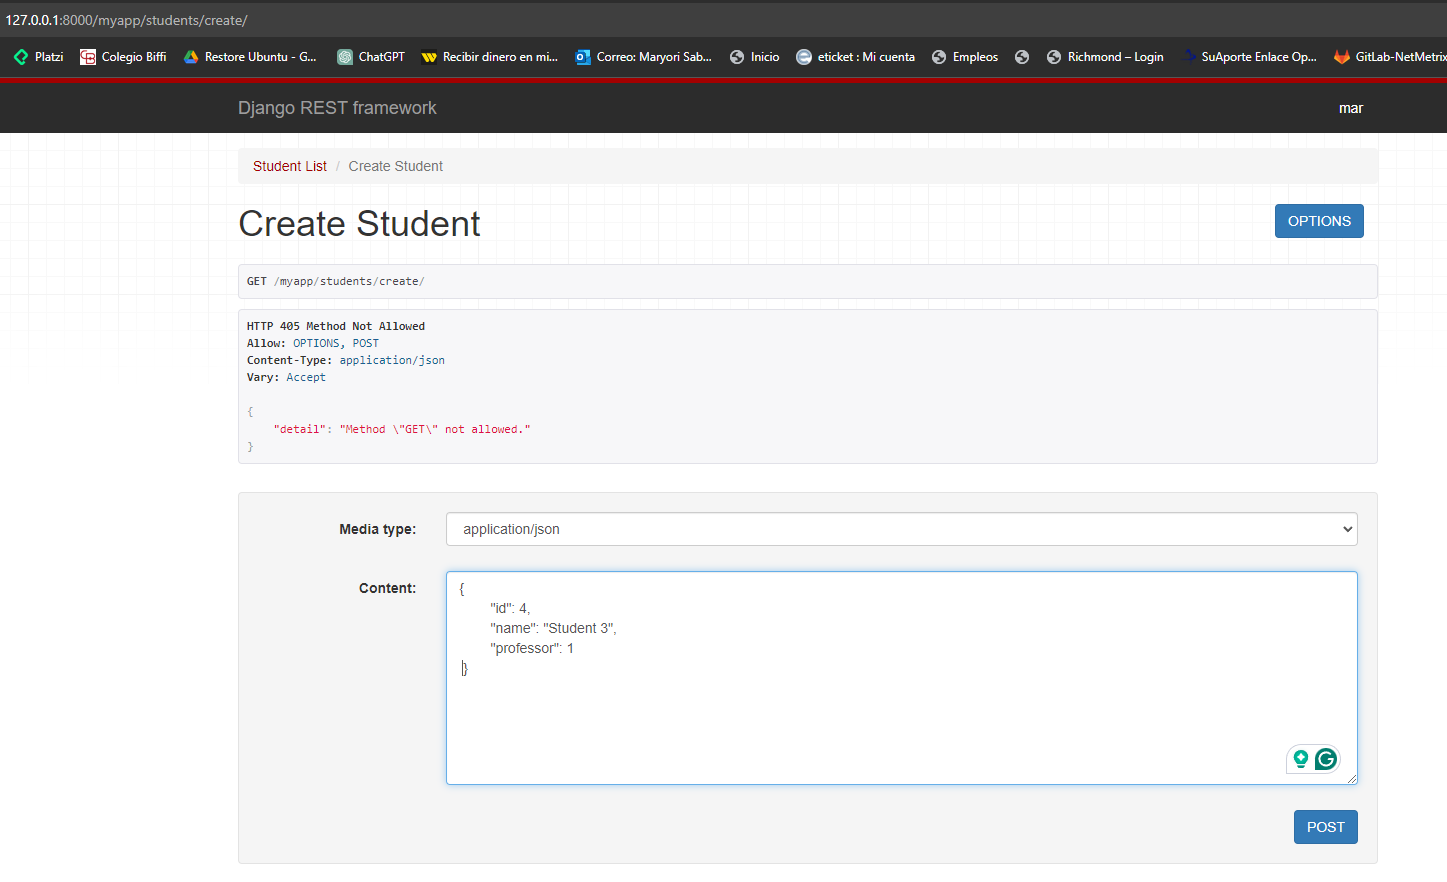 127.0.0.1:8000/myapp/students/create/
Platzi Colegio Biffi Restore Ubuntu - G... ChatGPT Recibir dinero en mi... Correo: Maryori Sab... Inicio eticket : Mi cuenta Empleos Richmond – Login SuAporte Enlace Op... GitLab-NetMetrix
Django REST framework mar
Student List / Create Student
Create Student OPTIONS
GET /myapp/students/create/
HTTP 405 Method Not Allowed
Allow: OPTIONS, POST
Content-Type: application/json
Vary: Accept
{
"detail": "Method \"GET\" not allowed."
}
Media type: application/json
Content: {
"id": 4,
"name": "Student 3",
"professor": 1
}
POST